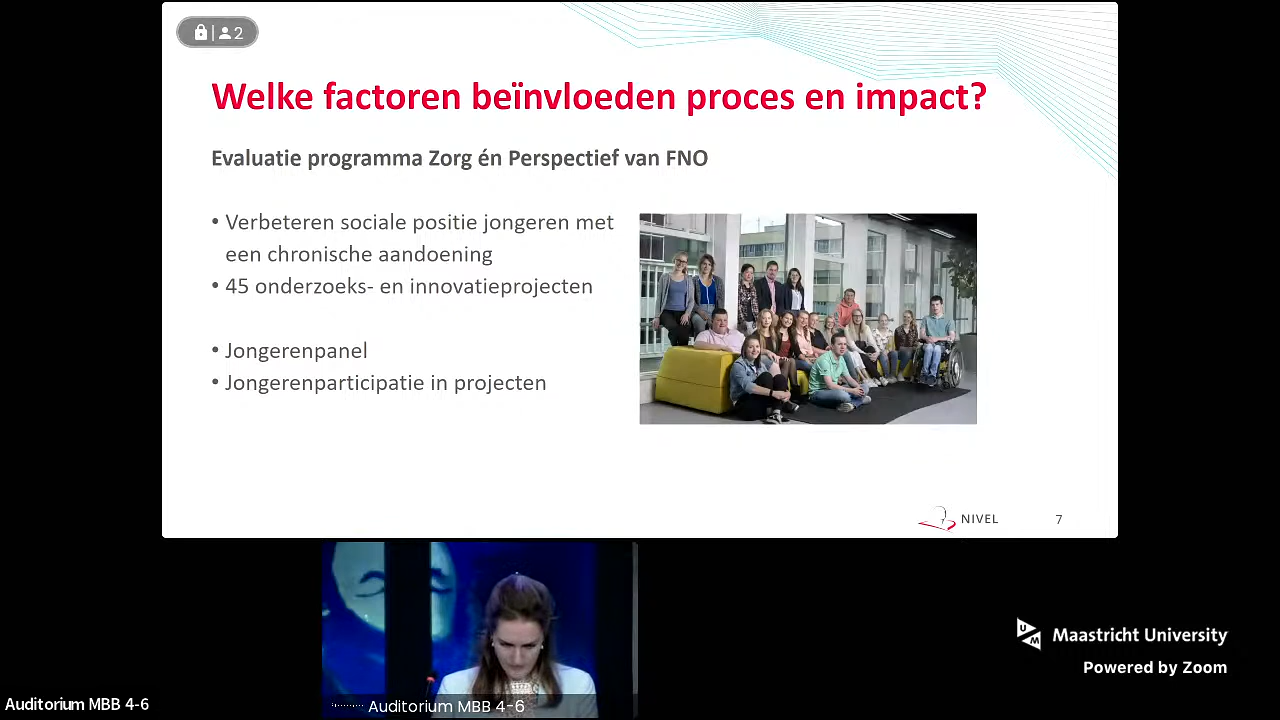 2
Welke factoren beïnvloeden proces en impact?
Evaluatie programma Zorg én Perspectief van FNO
• Verbeteren sociale positie jongeren met
een chronische aandoening
• 45 onderzoeks- en innovatieprojecten
• Jongerenpanel
• Jongerenparticipatie in projecten
NIVEL
7
UM
Maastricht University
Powered by Zoom
Auditorium MBB 4-6
Auditorium MBB 4-6